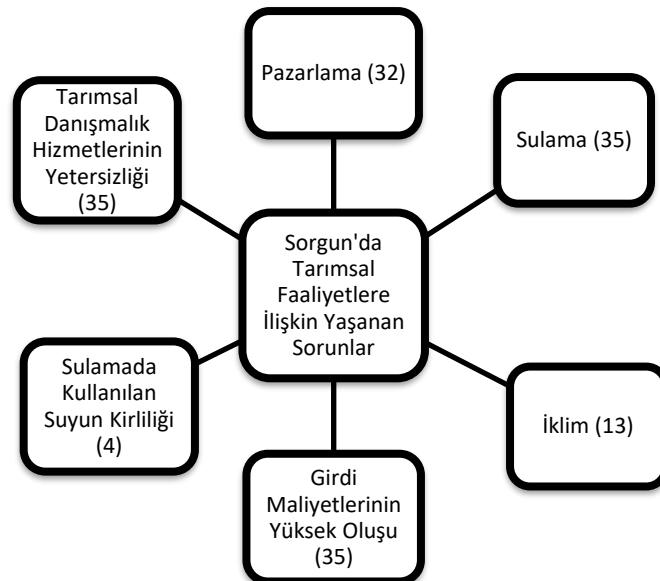 Pazarlama (32)
Tarımsal
Danışmalık
Hizmetlerinin
Yetersizliği
(35)
Sulama (35)
Sorgun'da
Tarımsal
Faaliyetlere
İlişkin Yaşanan
Sorunlar
Sulamada
Kullanılan
Suyun Kirliliği
(4)
İklim (13)
Girdi
Maliyetlerinin
Yüksek Oluşu
(35)